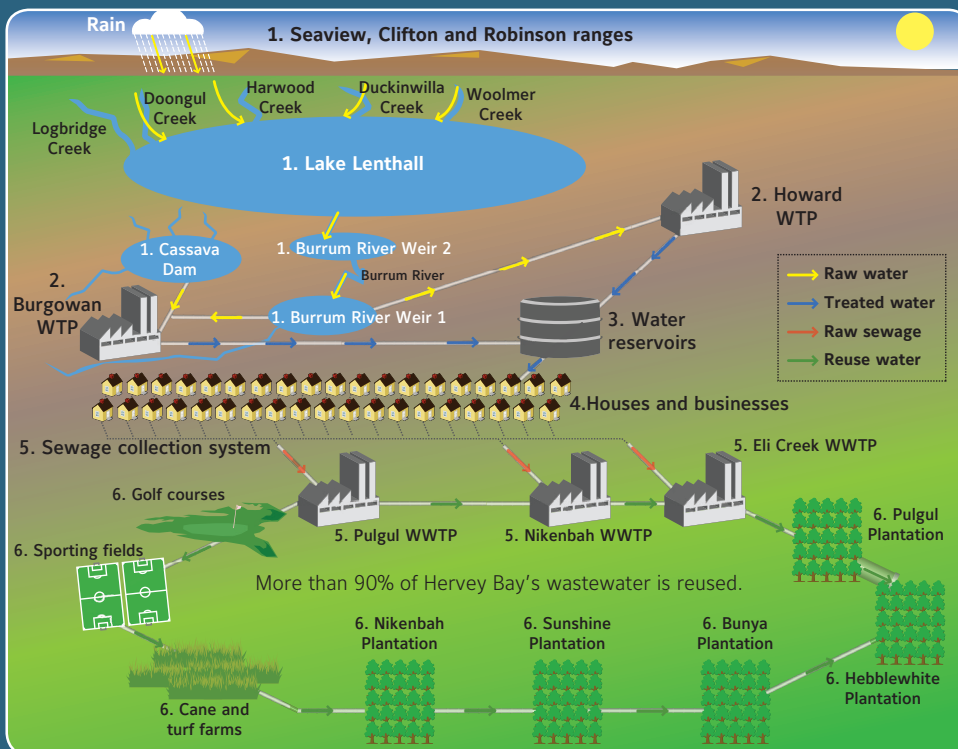 Rain
1. Seaview, Clifton and Robinson ranges
Logbridge
Creek
Doongul
Creek
Harwood
Creek
Duckinwilla
Creek
Woolmer
Creek
1. Lake Lenthall
2. Howard
WTP
1. Cassava
Dam
1. Burrum River Weir 2
Burrum River
1. Burrum River Weir 1
2.
Burgowan
WTP
3. Water
reservoirs
Raw water
Treated water
Raw sewage
Reuse water
4.Houses and businesses
5. Sewage collection system
5. Eli Creek WWTP
6. Golf courses
5. Pulgul WWTP
5. Nikenbah WWTP
6. Pulgul
Plantation
6. Sporting fields
More than 90% of Hervey Bay's wastewater is reused.
6. Nikenbah
Plantation
6. Sunshine
Plantation
6. Bunya
Plantation
6. Hebblewhite
Plantation
6. Cane and
turf farms